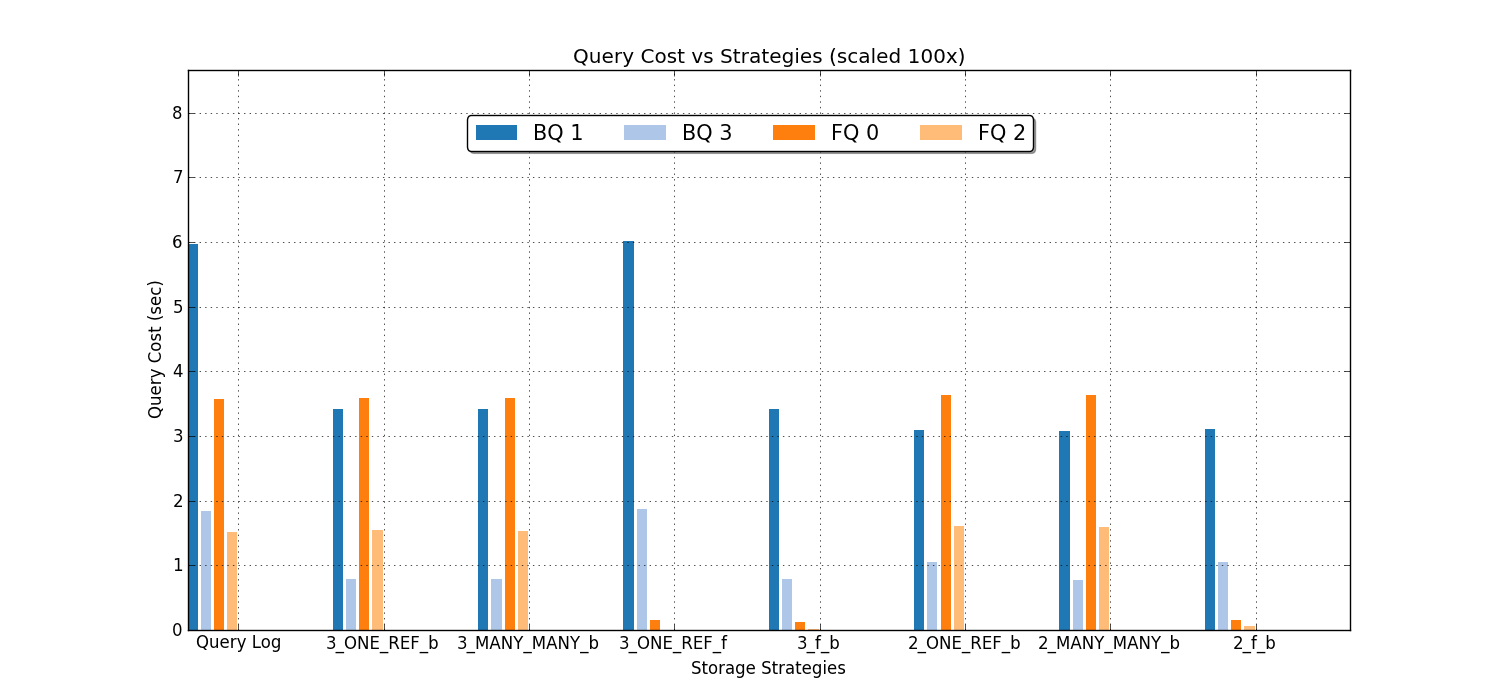 Query Cost vs Strategies (scaled 100x)
BQ 1 BQ 3 FQ 0 FQ 2
8
7
6
5
4
3
2
1
0
Query Cost (sec)
Query Log 3_ONE_REF_b 3_MANY_MANY_b 3_ONE_REF_f 3_f_b 2_ONE_REF_b 2_MANY_MANY_b 2_f_b
Storage Strategies